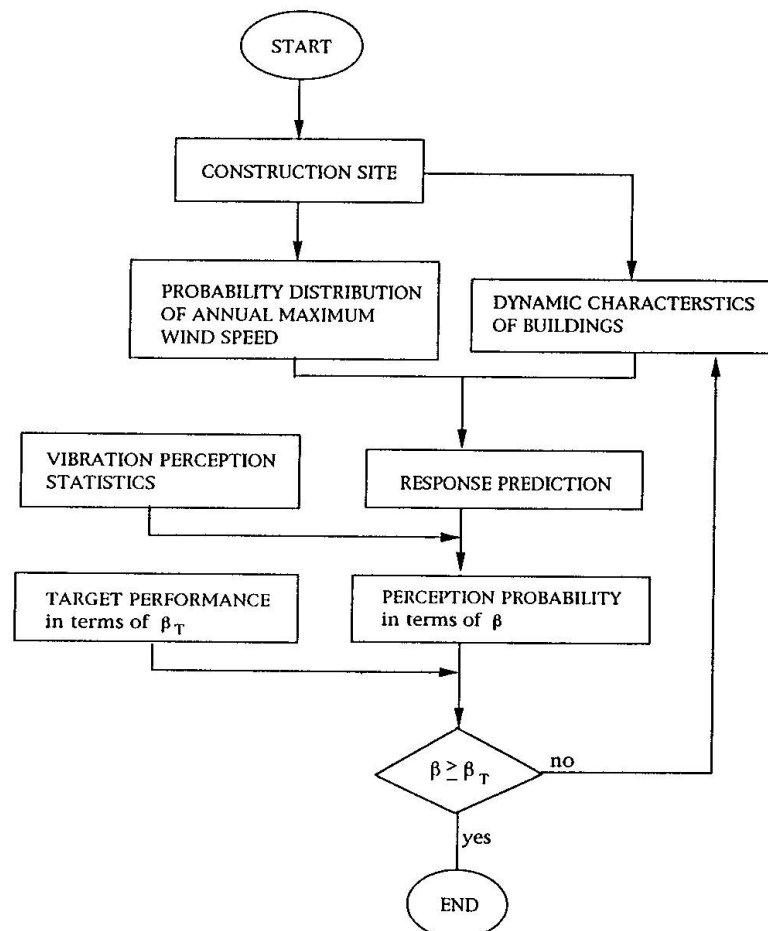 START
CONSTRUCTION SITE
PROBABILITY DISTRIBUTION
OF ANNUAL MAXIMUM
WIND SPEED
DYNAMIC CHARACTERSTICS
OF BUILDINGS
VIBRATION PERCEPTION
STATISTICS
RESPONSE PREDICTION
TARGET PERFORMANCE
in terms of β_T
PERCEPTION PROBABILITY
in terms of β
β ≥ β_T
no
yes
END